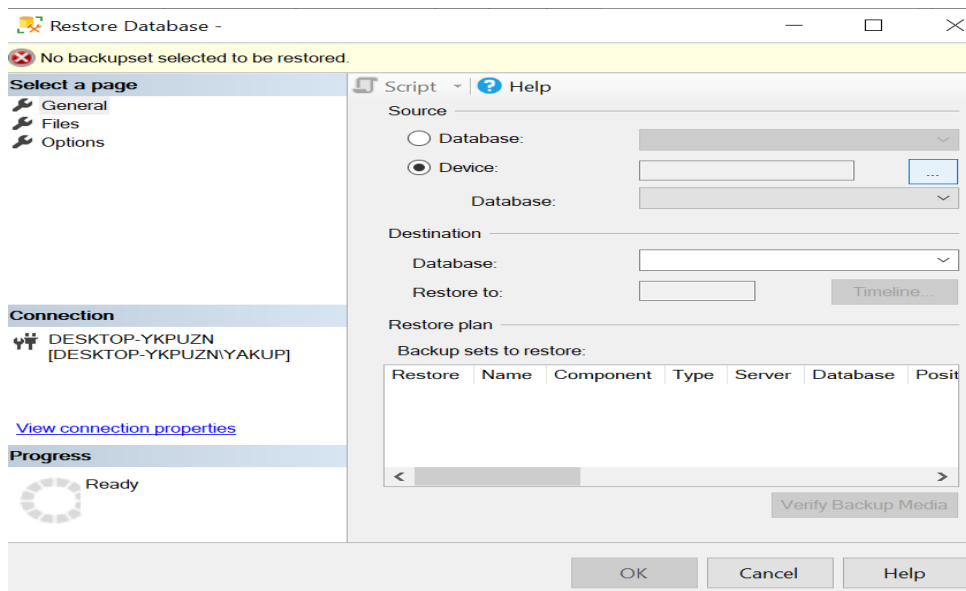 Restore Database -
No backupset selected to be restored.
Select a page
General
Files
Options
Script
Help
Source
Database:
Device:
...
Database:
Destination
Database:
Restore to:
Timeline...
Restore plan
Backup sets to restore:
Restore Name Component Type Server Database Posit
Verify Backup Media
Connection
DESKTOP-YKPUZN
[DESKTOP-YKPUZN\YAKUP]
View connection properties
Progress
Ready
OK Cancel Help